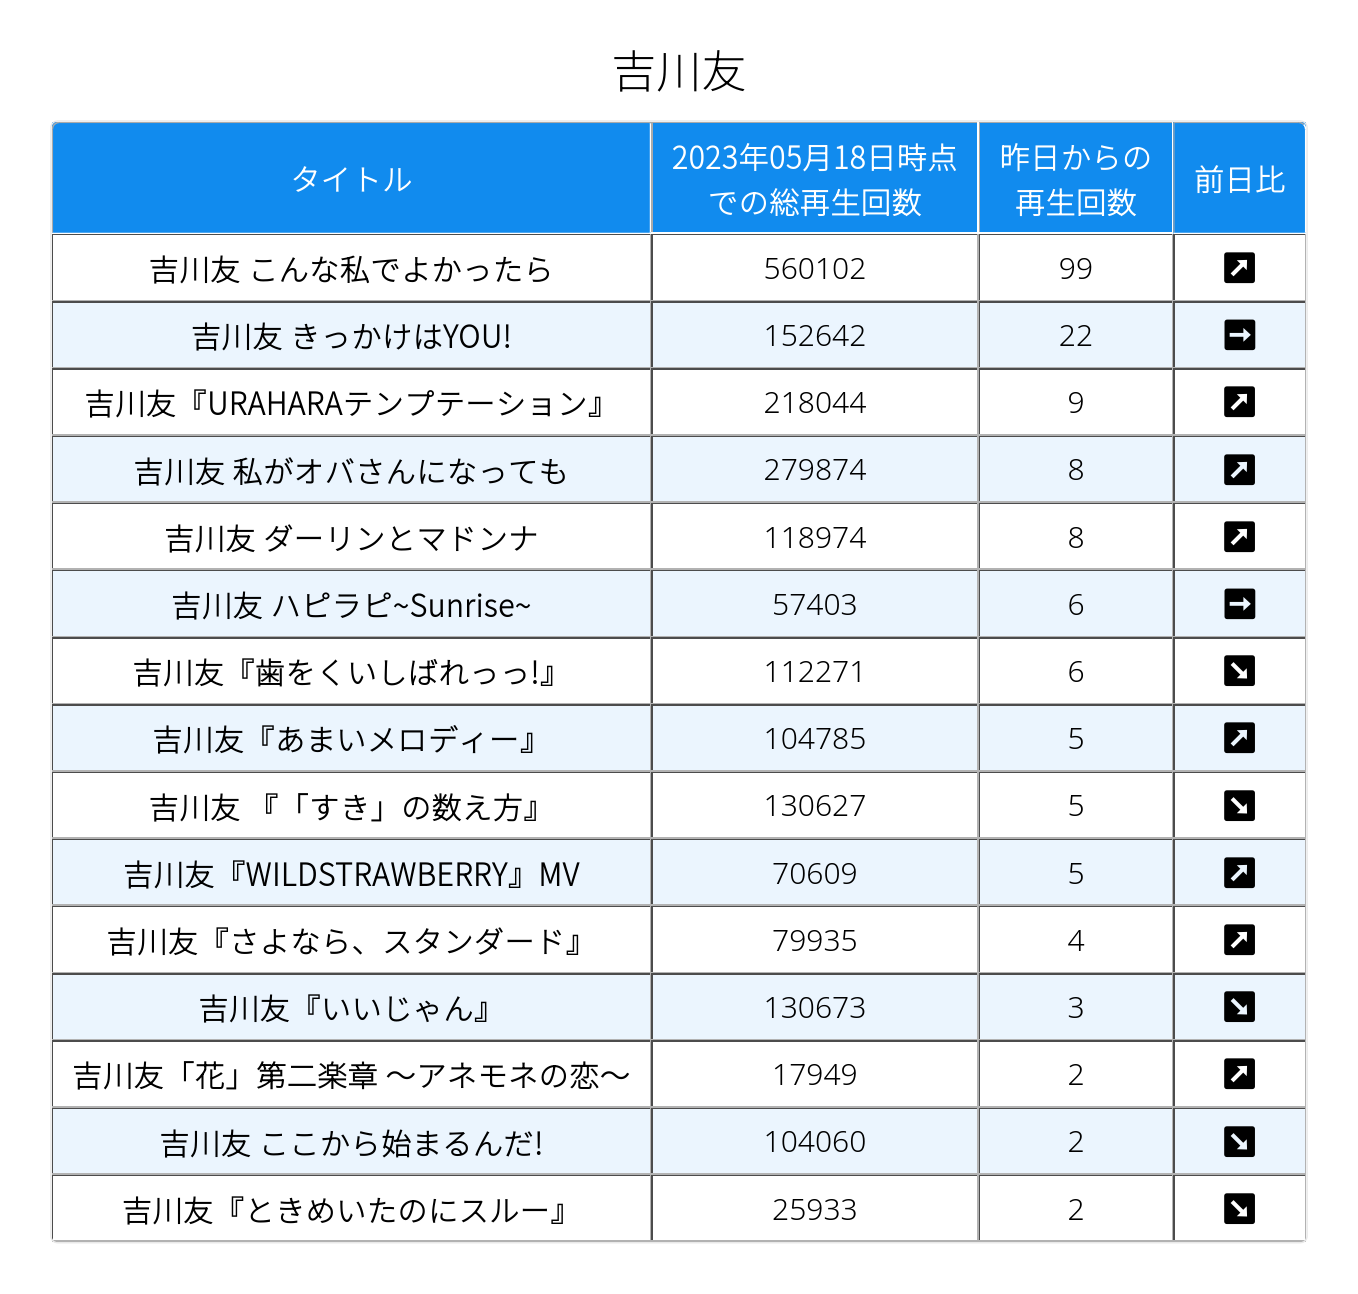 吉川友
タイトル 2023年05月18日時点での総再生回数 昨日からの再生回数 前日比
吉川友 こんな私でよかったら 560102 99 ↗
吉川友 きっかけはYOU! 152642 22 →
吉川友『URAHARAテンプテーション』 218044 9 ↗
吉川友 私がオバさんになっても 279874 8 ↗
吉川友 ダーリンとマドンナ 118974 8 ↗
吉川友 ハピラピ~Sunrise~ 57403 6 →
吉川友『歯をくいしばれっっ!』 112271 6 ↘
吉川友『あまいメロディー』 104785 5 ↗
吉川友 『「すき」の数え方』 130627 5 ↘
吉川友『WILDSTRAWBERRY』MV 70609 5 ↗
吉川友『さよなら、スタンダード』 79935 4 ↗
吉川友『いいじゃん』 130673 3 ↘
吉川友「花」第二楽章 〜アネモネの恋〜 17949 2 ↗
吉川友 ここから始まるんだ! 104060 2 ↘
吉川友『ときめいたのにスルー』 25933 2 ↘